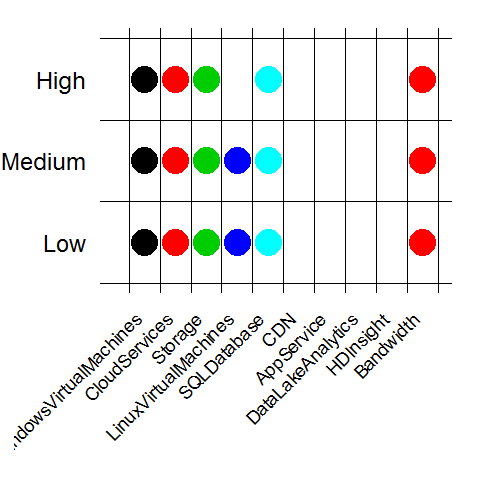 High
Medium
Low
ndowsVirtualMachines
CloudServices
Storage
LinuxVirtualMachines
SQLDatabase
CDN
AppService
DataLakeAnalytics
HDInsight
Bandwidth